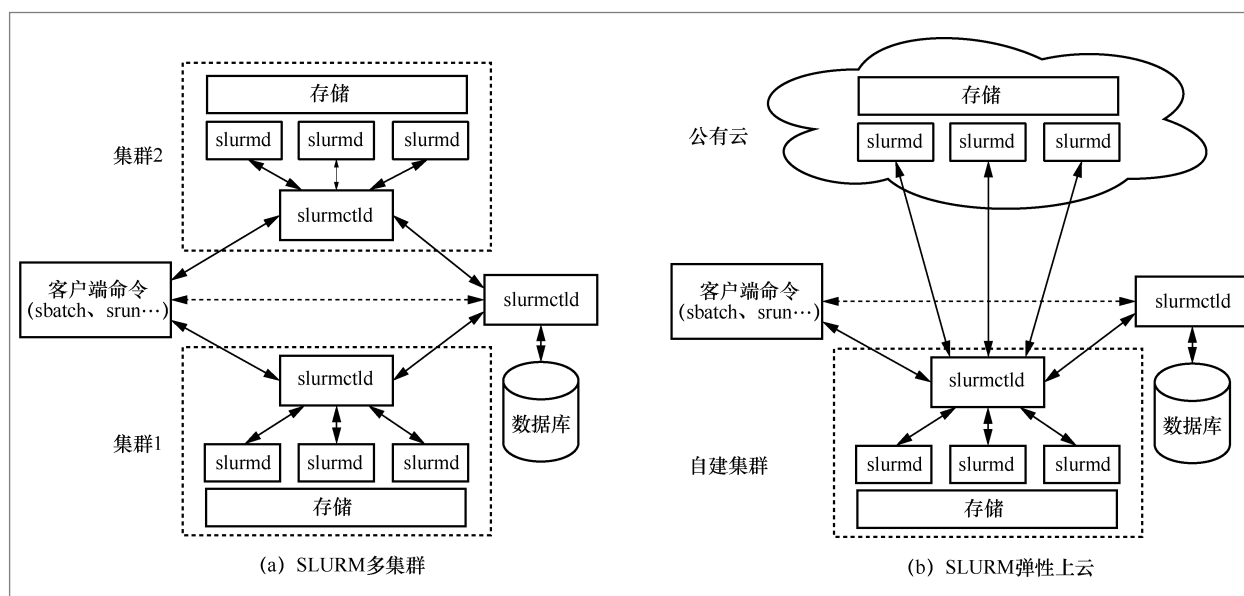 存储
slurmd
slurmd
slurmd
集群2
slurmctld
客户端命令
(sbatch、srun…)
slurmctld
数据库
slurmctld
集群1
slurmd
slurmd
slurmd
存储
(a) SLURM多集群
存储
公有云
slurmd
slurmd
slurmd
客户端命令
(sbatch、srun…)
slurmctld
数据库
slurmctld
自建集群
slurmd
slurmd
slurmd
存储
(b) SLURM弹性上云